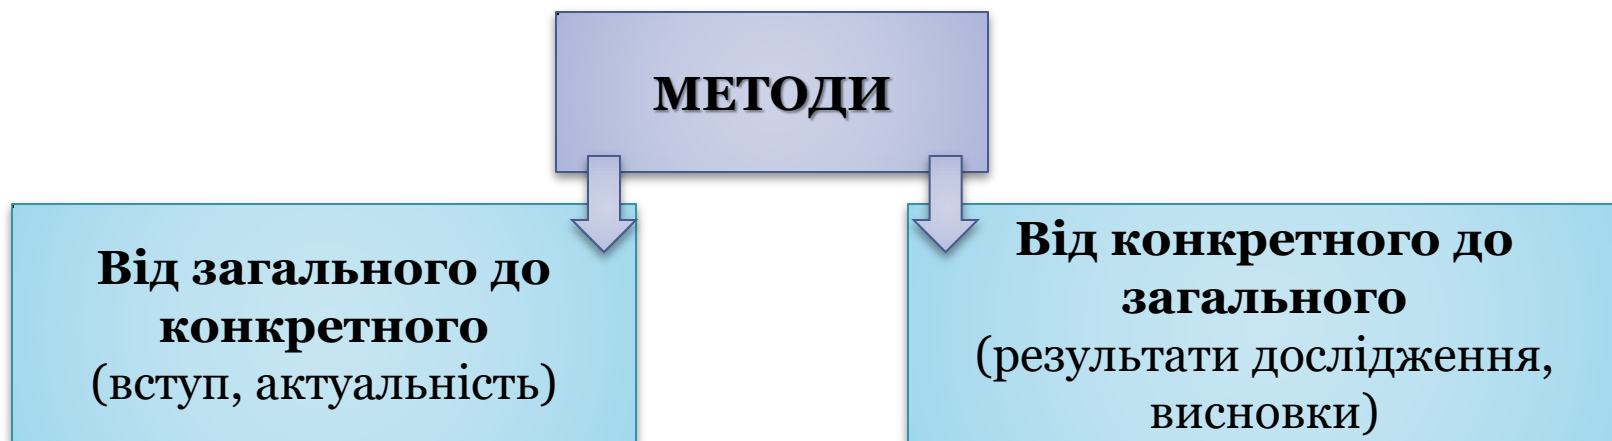 МЕТОДИ
Від загального до
конкретного
(вступ, актуальність)
Від конкретного до
загального
(результати дослідження,
висновки)